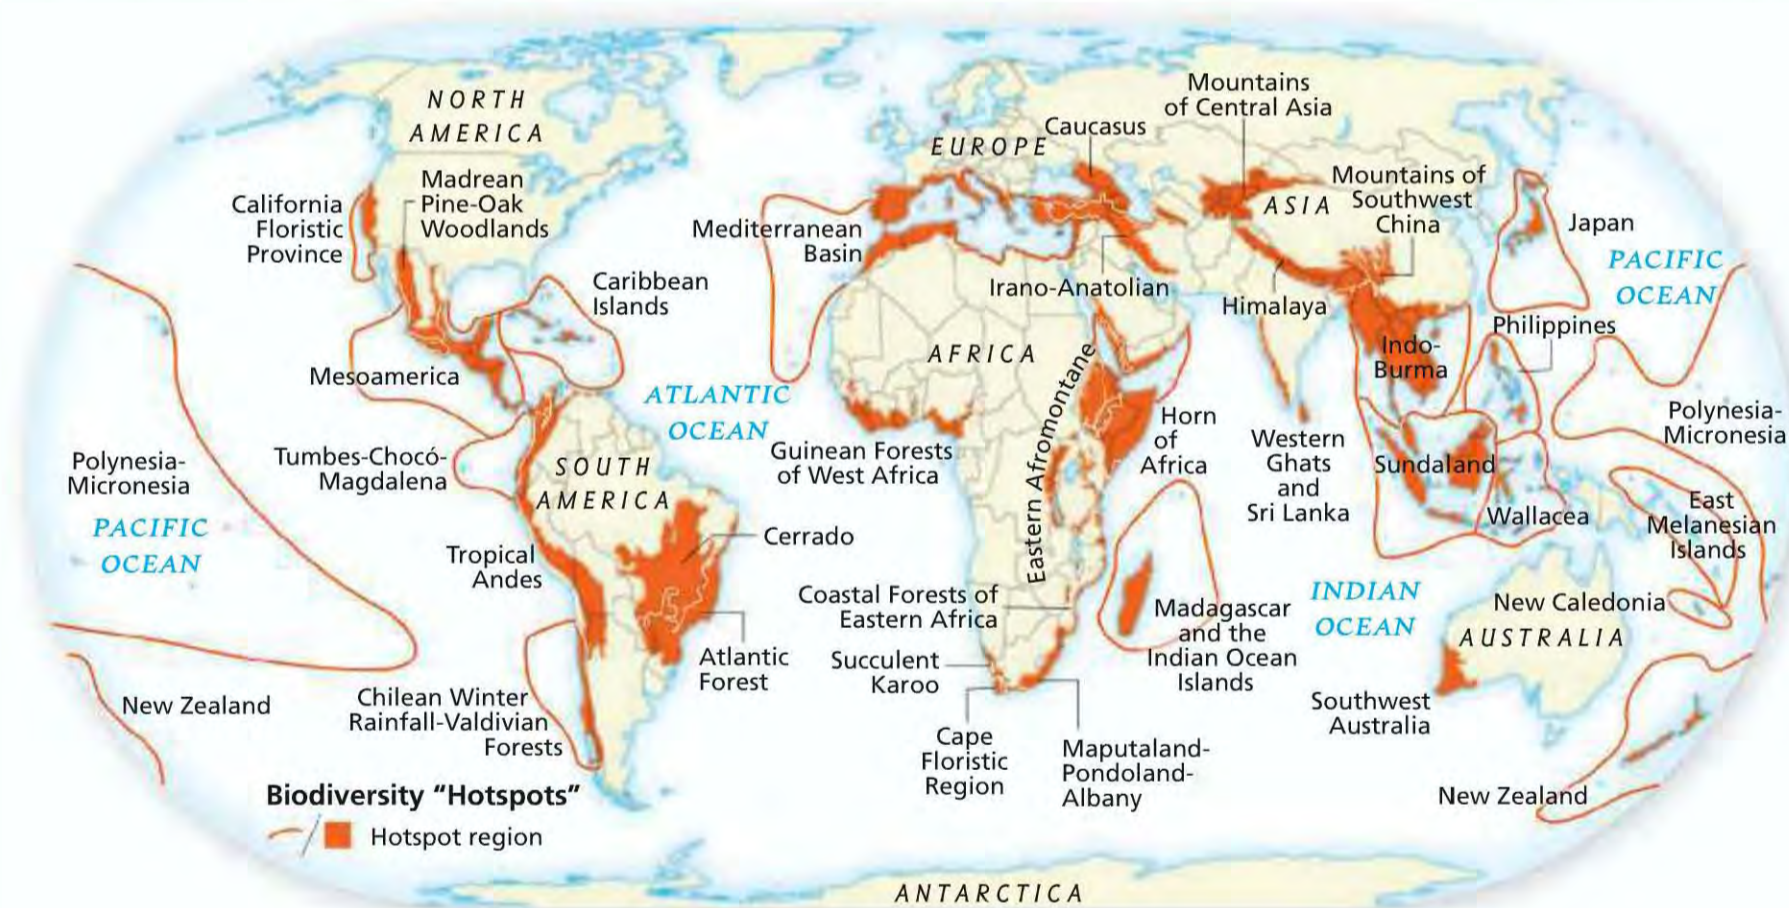 NORTH
AMERICA
California
Floristic
Province
Madrean
Pine-Oak
Woodlands
Caribbean
Islands
Mesoamerica
ATLANTIC
OCEAN
Polynesia-
Micronesia
PACIFIC
OCEAN
Tumbes-Chocó-
Magdalena
SOUTH
AMERICA
Tropical
Andes
Cerrado
Atlantic
Forest
New Zealand
Chilean Winter
Rainfall-Valdivian
Forests
EUROPE
Caucasus
Mountains
of Central Asia
ASIA
Mountains of
Southwest
China
Japan
PACIFIC
OCEAN
Mediterranean
Basin
Irano-Anatolian
Himalaya
Philippines
Indo-
Burma
AFRICA
Eastern Afromontane
Guinean Forests
of West Africa
Horn
of
Africa
Western
Ghats
and
Sri Lanka
Sundaland
Wallacea
Polynesia-
Micronesia
East
Melanesian
Islands
Coastal Forests of
Eastern Africa
Madagascar
and the
Indian Ocean
Islands
INDIAN
OCEAN
New Caledonia
AUSTRALIA
Succulent
Karoo
Cape
Floristic
Region
Maputaland-
Pondoland-
Albany
Southwest
Australia
New Zealand
Biodiversity "Hotspots"
Hotspot region
ANTARCTICA